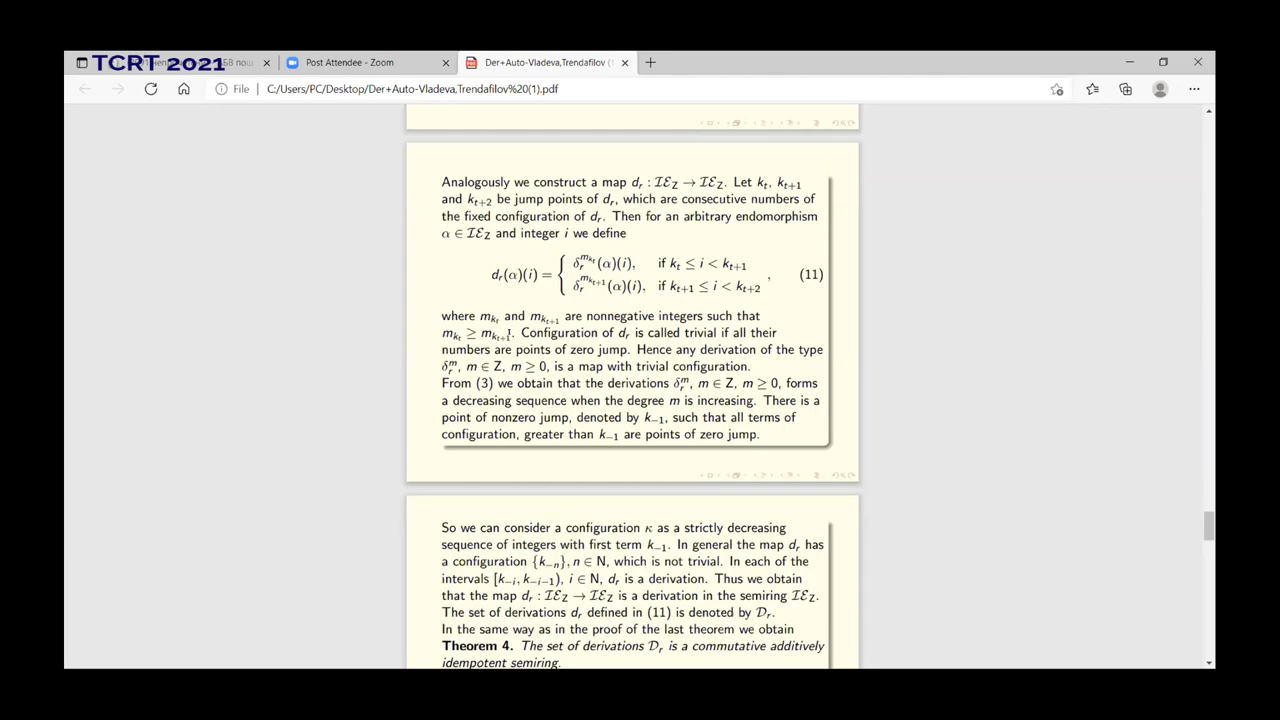 TCRT 2021
Post Attendee - Zoom
Der+Auto-Vladeva,Trendafilov (1
File
C:/Users/PC/Desktop/Der+Auto-Vladeva,Trendafilov%20(1).pdf
Analogously we construct a map d_r : ℐℰ_Z → ℐℰ_Z. Let k_t, k_{t+1}
and k_{t+2} be jump points of d_r, which are consecutive numbers of
the fixed configuration of d_r. Then for an arbitrary endomorphism
α ∈ ℐℰ_Z and integer i we define
d_r(α)(i) = { δ_r^{m_{k_t}}(α)(i), if k_t ≤ i < k_{t+1}
δ_r^{m_{k_{t+1}}}(α)(i), if k_{t+1} ≤ i < k_{t+2} , (11)
where m_{k_t} and m_{k_{t+1}} are nonnegative integers such that
m_{k_t} ≥ m_{k_{t+1}}. Configuration of d_r is called trivial if all their
numbers are points of zero jump. Hence any derivation of the type
δ_r^m, m ∈ Z, m ≥ 0, is a map with trivial configuration.
From (3) we obtain that the derivations δ_r^m, m ∈ Z, m ≥ 0, forms
a decreasing sequence when the degree m is increasing. There is a
point of nonzero jump, denoted by k_{−1}, such that all terms of
configuration, greater than k_{−1} are points of zero jump.
So we can consider a configuration κ as a strictly decreasing
sequence of integers with first term k_{−1}. In general the map d_r has
a configuration {k_{−n}}, n ∈ N, which is not trivial. In each of the
intervals [k_{−i}, k_{−i−1}), i ∈ N, d_r is a derivation. Thus we obtain
that the map d_r : ℐℰ_Z → ℐℰ_Z is a derivation in the semiring ℐℰ_Z.
The set of derivations d_r defined in (11) is denoted by 𝒟_r.
In the same way as in the proof of the last theorem we obtain
Theorem 4. The set of derivations 𝒟_r is a commutative additively
idempotent semiring.